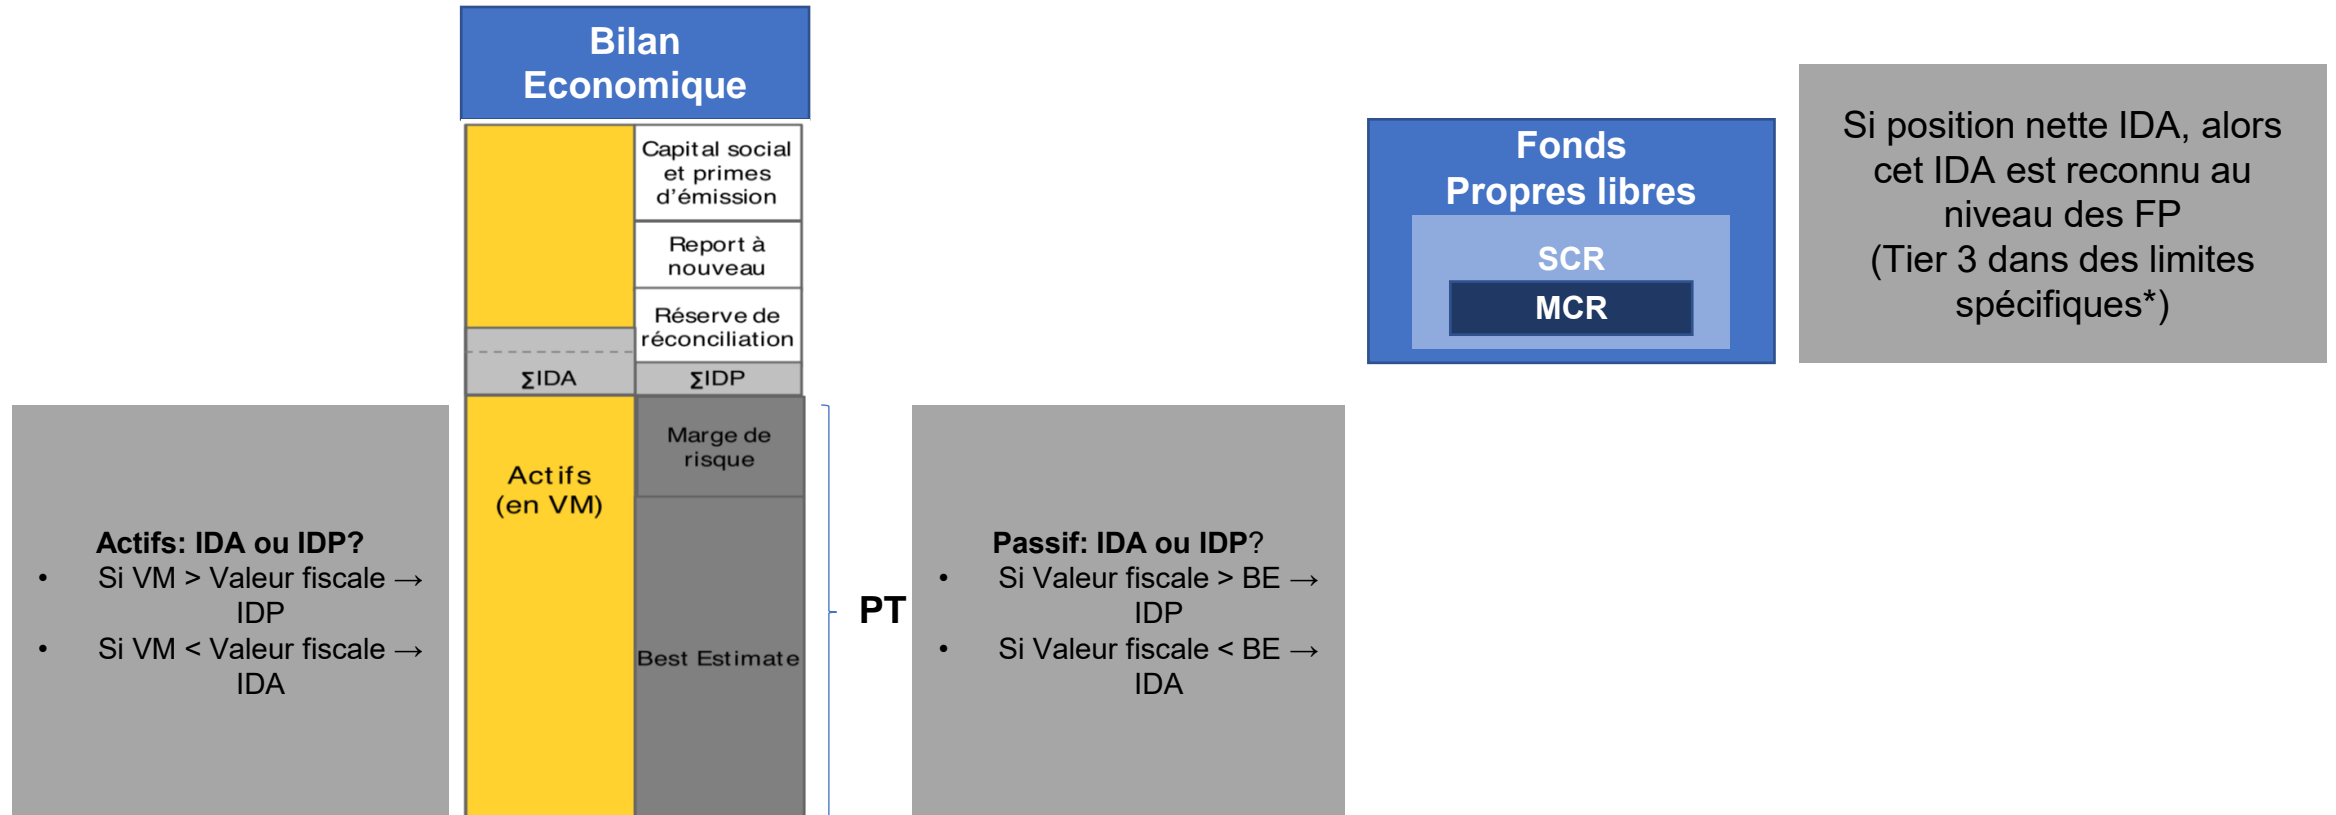 Bilan
Economique
Capital social
et primes
d'émission
Report à
nouveau
Réserve de
réconciliation
∑IDA
∑IDP
Marge de
risque
Actifs
(en VM)
Best Estimate
PT
Actifs: IDA ou IDP?
• Si VM > Valeur fiscale →
IDP
• Si VM < Valeur fiscale →
IDA
Passif: IDA ou IDP?
• Si Valeur fiscale > BE →
IDP
• Si Valeur fiscale < BE →
IDA
Fonds
Propres libres
SCR
MCR
Si position nette IDA, alors
cet IDA est reconnu au
niveau des FP
(Tier 3 dans des limites
spécifiques*)